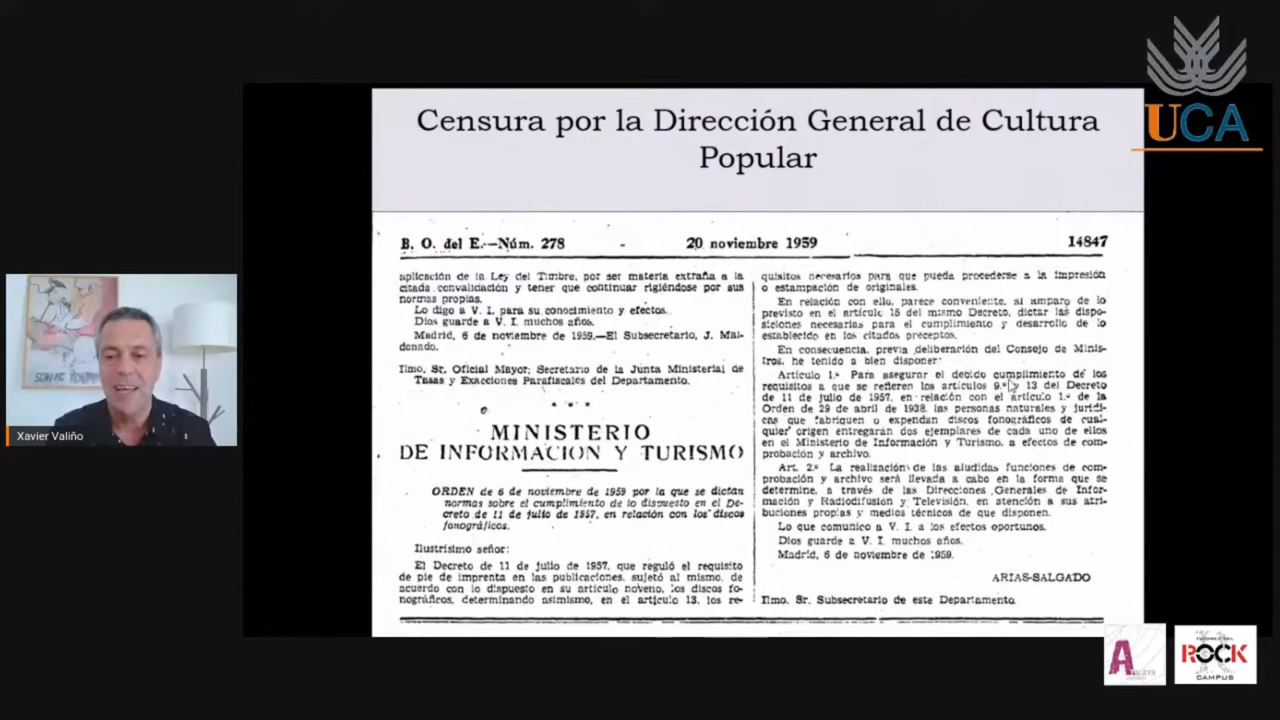 UCA
Censura por la Dirección General de Cultura
Popular
B. O. del E.—Núm. 278
20 noviembre 1959
14847
aplicación de la Ley del Timbre, por ser materia extraña a la
citada convalidación y tener que continuar rigiéndose por sus
normas propias.
Lo digo a V. I. para su conocimiento y efectos.
Dios guarde a V. I. muchos años.
Madrid, 6 de noviembre de 1959.—El Subsecretario, J. Mal-
donado.
Ilmo. Sr. Oficial Mayor; Secretario de la Junta Ministerial de
Tasas y Exacciones Parafiscales del Departamento.
* * *
MINISTERIO
DE INFORMACION Y TURISMO
ORDEN de 6 de noviembre de 1959 por la que se dictan
normas sobre el cumplimiento de lo dispuesto en el De-
creto de 11 de julio de 1957, en relación con los discos
fonográficos.
Ilustrísimo señor:
El Decreto de 11 de julio de 1957, que reguló el requisito
de pie de imprenta en las publicaciones, sujetó al mismo, de
acuerdo con lo dispuesto en su artículo noveno, los discos fo-
nográficos, determinando asimismo, en el artículo 13, los re-
quisitos necesarios para que pueda procederse a la impresión
o estampación de originales.
En relación con ello, parece conveniente, al amparo de lo
previsto en el artículo 15 del mismo Decreto, dictar las dispo-
siciones necesarias para el cumplimiento y desarrollo de lo
establecido en los citados preceptos.
En consecuencia, previa deliberación del Consejo de Minis-
tros, he tenido a bien disponer:
Artículo 1.º Para asegurar el debido cumplimiento de los
requisitos a que se refieren los artículos 9.º y 13 del Decreto
de 11 de julio de 1957, en relación con el artículo 1.º de la
Orden de 29 de abril de 1938, las personas naturales y jurídi-
cas que fabriquen o expendan discos fonográficos de cual-
quier origen entregarán dos ejemplares de cada uno de ellos
en el Ministerio de Información y Turismo, a efectos de com-
probación y archivo.
Art. 2.º La realización de las aludidas funciones de com-
probación y archivo será llevada a cabo en la forma que se
determine, a través de las Direcciones Generales de Infor-
mación y Radiodifusión y Televisión, en atención a sus atri-
buciones propias y medios técnicos de que disponen.
Lo que comunico a V. I. a los efectos oportunos.
Dios guarde a V. I. muchos años.
Madrid, 6 de noviembre de 1959.
ARIAS-SALGADO
Ilmo. Sr. Subsecretario de este Departamento.
Xavier Valiño
A
ROCK
CAMPUS